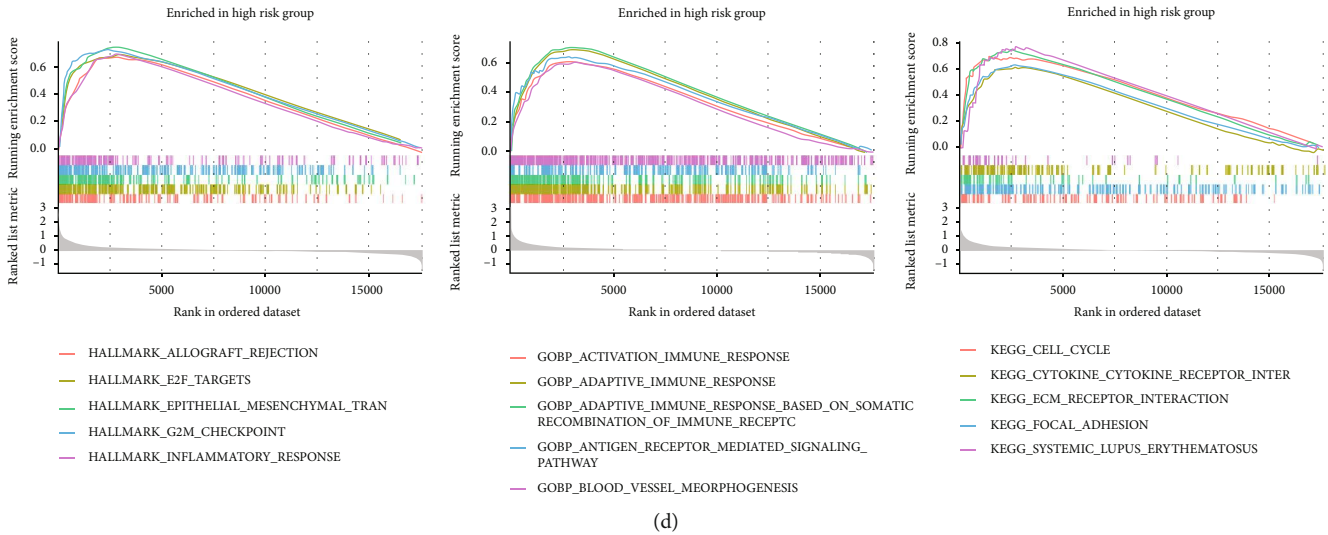 Enriched in high risk group
Running enrichment score
0.6
0.4
0.2
0.0
Ranked list metric
3
2
1
0
−1
5000 10000 15000
Rank in ordered dataset
HALLMARK_ALLOGRAFT_REJECTION
HALLMARK_E2F_TARGETS
HALLMARK_EPITHELIAL_MESENCHYMAL_TRAN
HALLMARK_G2M_CHECKPOINT
HALLMARK_INFLAMMATORY_RESPONSE
Enriched in high risk group
Running enrichment score
0.6
0.4
0.2
0.0
Ranked list metric
3
2
1
0
−1
5000 10000 15000
Rank in ordered dataset
GOBP_ACTIVATION_IMMUNE_RESPONSE
GOBP_ADAPTIVE_IMMUNE_RESPONSE
GOBP_ADAPTIVE_IMMUNE_RESPONSE_BASED_ON_SOMATIC
RECOMBINATION_OF_IMMUNE_RECEPTC
GOBP_ANTIGEN_RECEPTOR_MEDIATED_SIGNALING_
PATHWAY
GOBP_BLOOD_VESSEL_MEORPHOGENESIS
Enriched in high risk group
Running enrichment score
0.8
0.6
0.4
0.2
0.0
Ranked list metric
3
2
1
0
−1
5000 10000 15000
Rank in ordered dataset
KEGG_CELL_CYCLE
KEGG_CYTOKINE_CYTOKINE_RECEPTOR_INTER
KEGG_ECM_RECEPTOR_INTERACTION
KEGG_FOCAL_ADHESION
KEGG_SYSTEMIC_LUPUS_ERYTHEMATOSUS
(d)